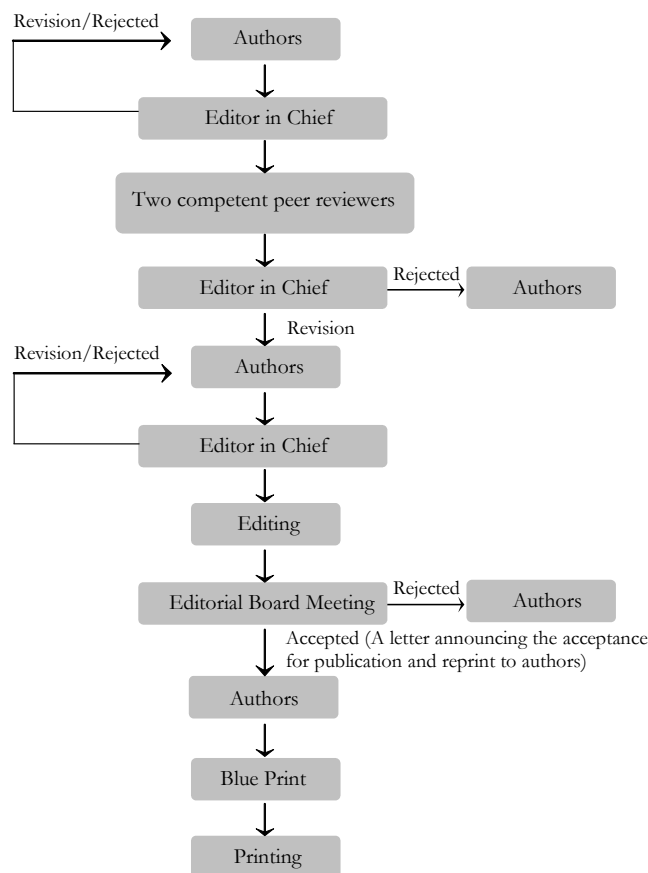 Revision/Rejected
Authors
Editor in Chief
Two competent peer reviewers
Editor in Chief
Rejected
Authors
Revision
Revision/Rejected
Authors
Editor in Chief
Editing
Editorial Board Meeting
Rejected
Authors
Accepted (A letter announcing the acceptance
for publication and reprint to authors)
Authors
Blue Print
Printing